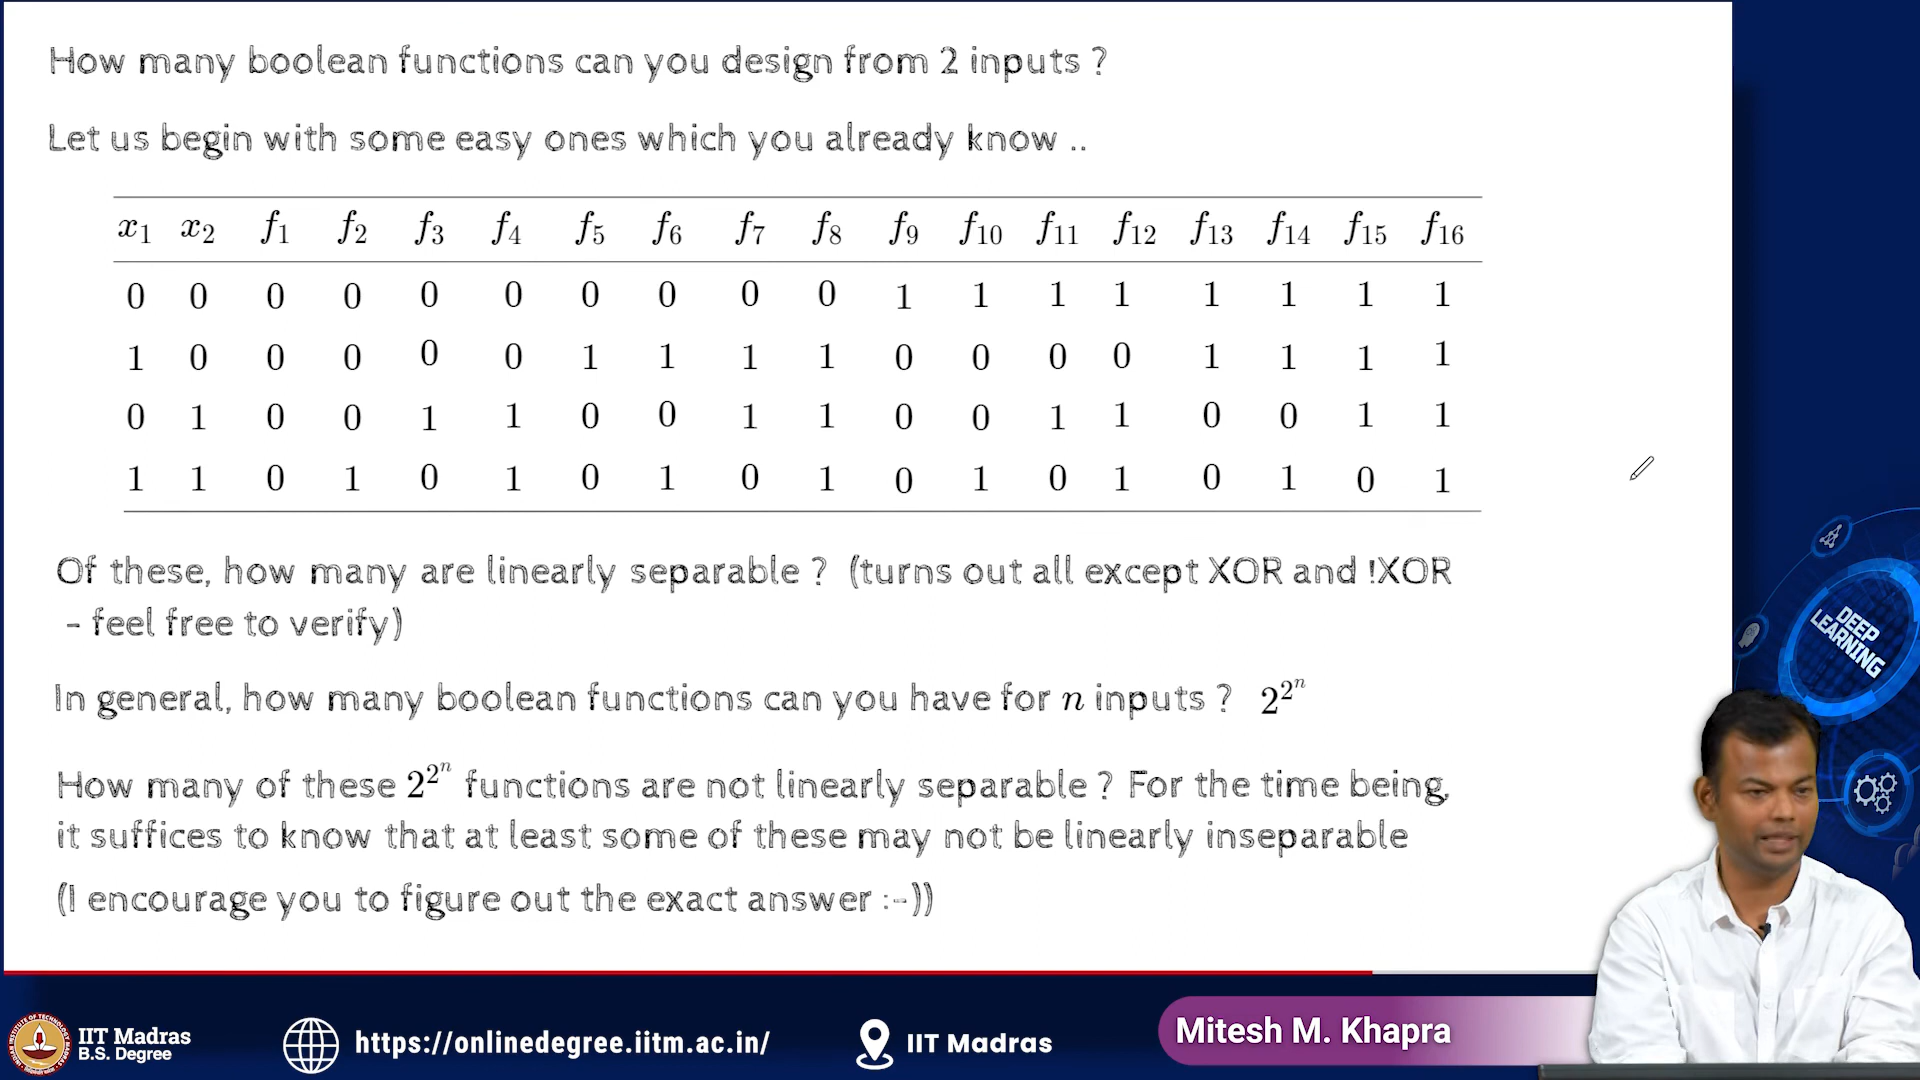 How many boolean functions can you design from 2 inputs ?
Let us begin with some easy ones which you already know ..
x1 x2 f1 f2 f3 f4 f5 f6 f7 f8 f9 f10 f11 f12 f13 f14 f15 f16
0 0 0 0 0 0 0 0 0 0 1 1 1 1 1 1 1 1
1 0 0 0 0 0 1 1 1 1 0 0 0 0 1 1 1 1
0 1 0 0 1 1 0 0 1 1 0 0 1 1 0 0 1 1
1 1 0 1 0 1 0 1 0 1 0 1 0 1 0 1 0 1
Of these, how many are linearly separable ? (turns out all except XOR and !XOR
- feel free to verify)
In general, how many boolean functions can you have for n inputs ? 2^2^n
How many of these 2^2^n functions are not linearly separable ? For the time being,
it suffices to know that at least some of these may not be linearly inseparable
(I encourage you to figure out the exact answer :-))
DEEP
LEARNING
IIT Madras
B.S. Degree
https://onlinedegree.iitm.ac.in/
IIT Madras
Mitesh M. Khapra